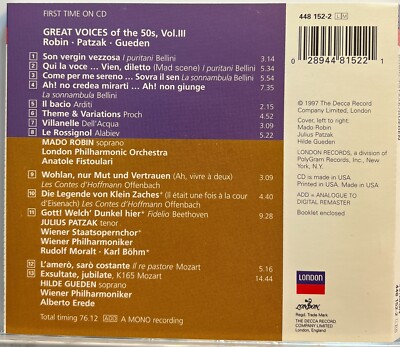 FIRST TIME ON CD
GREAT VOICES of the 50s, Vol.III
Robin · Patzak · Gueden
1 Son vergin vezzosa I puritani Bellini 3.14
2 Qui la voce ... Vien, diletto (Mad scene) I puritani Bellini 5.34
3 Come per me sereno ... Sovra il sen La sonnambula Bellini 5.54
4 Ah! no credea mirarti ... Ah! non giunge
La sonnambula Bellini 7.41
5 Il bacio Arditi 2.14
6 Theme & Variations Proch 3.04
7 Villanelle Dell'Acqua 3.09
8 Le Rossignol Alabiev 5.22
MADO ROBIN soprano
London Philharmonic Orchestra
Anatole Fistoulari
9 Wohlan, nur Mut und Vertrauen (Ah, vivre à deux) 3.09
Les Contes d'Hoffmann Offenbach
10 Die Legende von Klein Zaches (Il était une fois à la cour 4.40
d'Eisenach) Les Contes d'Hoffmann Offenbach
11 Gott! Welch' Dunkel hier Fidelio Beethoven 9.28
JULIUS PATZAK tenor
Wiener Staatsopernchor
Wiener Philharmoniker
Rudolf Moralt · Karl Böhm
12 L'amerò, sarò costante Il re pastore Mozart 5.16
13 Exsultate, jubilate, K165 Mozart 14.44
HILDE GUEDEN soprano
Wiener Philharmoniker
Alberto Erede
Total timing 76.12 ADD A MONO recording
448 152-2 LM
0 28944 81522 1
℗ 1997 The Decca Record
Company Limited, London
Cover, left to right:
Mado Robin
Julius Patzak
Hilde Gueden
LONDON RECORDS, a division of
PolyGram Records, Inc., New
York, N.Y.
CD is made in USA
Printed in USA. Made in USA.
ADD = ANALOGUE TO
DIGITAL REMASTER
Booklet enclosed
LONDON
London
Regd. Trade Mark
THE DECCA RECORD
COMPANY LIMITED
London, England